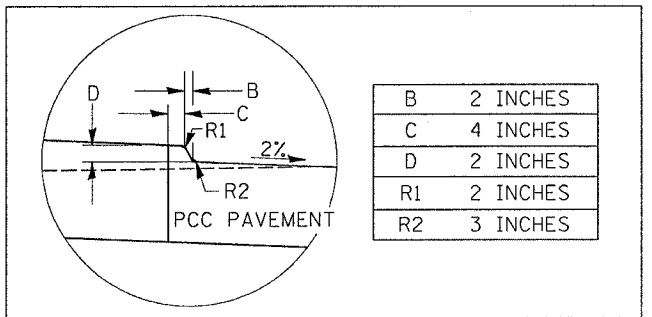 D
B
C
R1
2%
R2
PCC PAVEMENT
B 2 INCHES
C 4 INCHES
D 2 INCHES
R1 2 INCHES
R2 3 INCHES